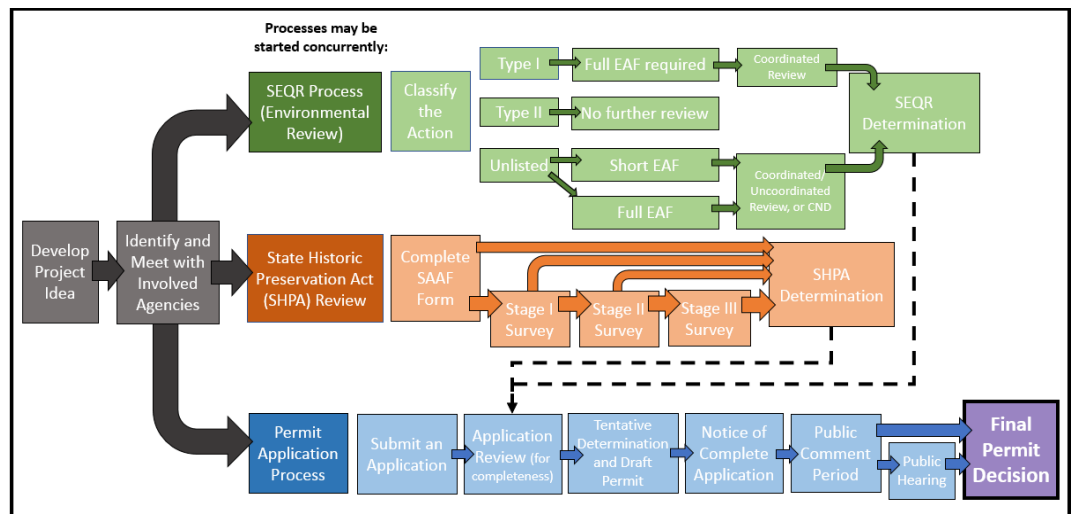 Processes may be
started concurrently:
SEQR Process
(Environmental
Review)
Classify
the
Action
Type I
Full EAF required
Coordinated
Review
Type II
No further review
SEQR
Determination
Unlisted
Short EAF
Full EAF
Coordinated/
Uncoordinated
Review, or CND
Develop
Project
Idea
Identify and
Meet with
Involved
Agencies
State Historic
Preservation Act
(SHPA) Review
Complete
SAAF
Form
Stage I
Survey
Stage II
Survey
Stage III
Survey
SHPA
Determination
Permit
Application
Process
Submit an
Application
Application
Review (for
completeness)
Tentative
Determination
and Draft
Permit
Notice of
Complete
Application
Public
Comment
Period
Public
Hearing
Final
Permit
Decision